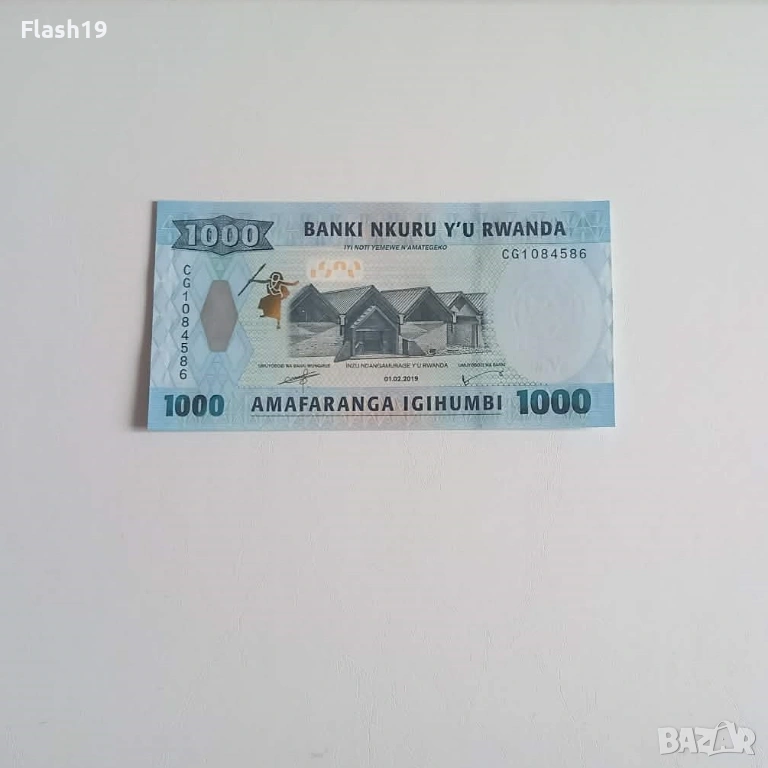 Flash19
1000
BANKI NKURU Y'U RWANDA
IYI NOTI YEMEWE N'AMATEGEKO
CG1084586
CG1084586
1000
INZU NDANGAMURAGE Y'U RWANDA
01.02.2019
1000
AMAFARANGA IGIHUMBI
1000
BAZAR